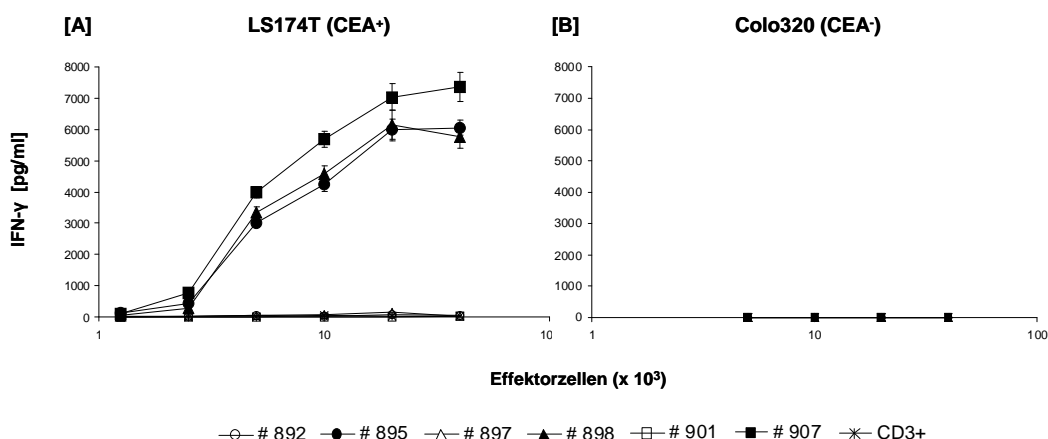 [A] LS174T (CEA+) [B] Colo320 (CEA-)
8000 8000
7000 7000
6000 6000
5000 5000
4000 4000
3000 3000
2000 2000
1000 1000
0 0
IFN-γ [pg/ml]
1 10 10 1 10 100
Effektorzellen (x 10³)
# 892 # 895 # 897 # 898 # 901 # 907 CD3+